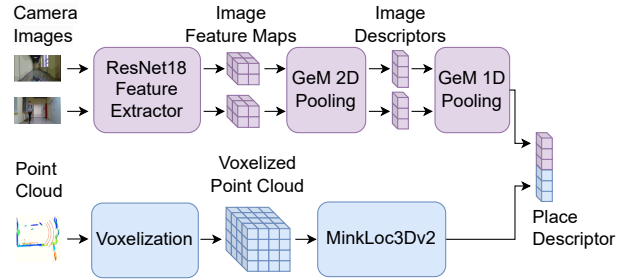 Camera
Images
Image
Feature Maps
Image
Descriptors
ResNet18
Feature
Extractor
GeM 2D
Pooling
GeM 1D
Pooling
Point
Cloud
Voxelized
Point Cloud
Voxelization
MinkLoc3Dv2
Place
Descriptor